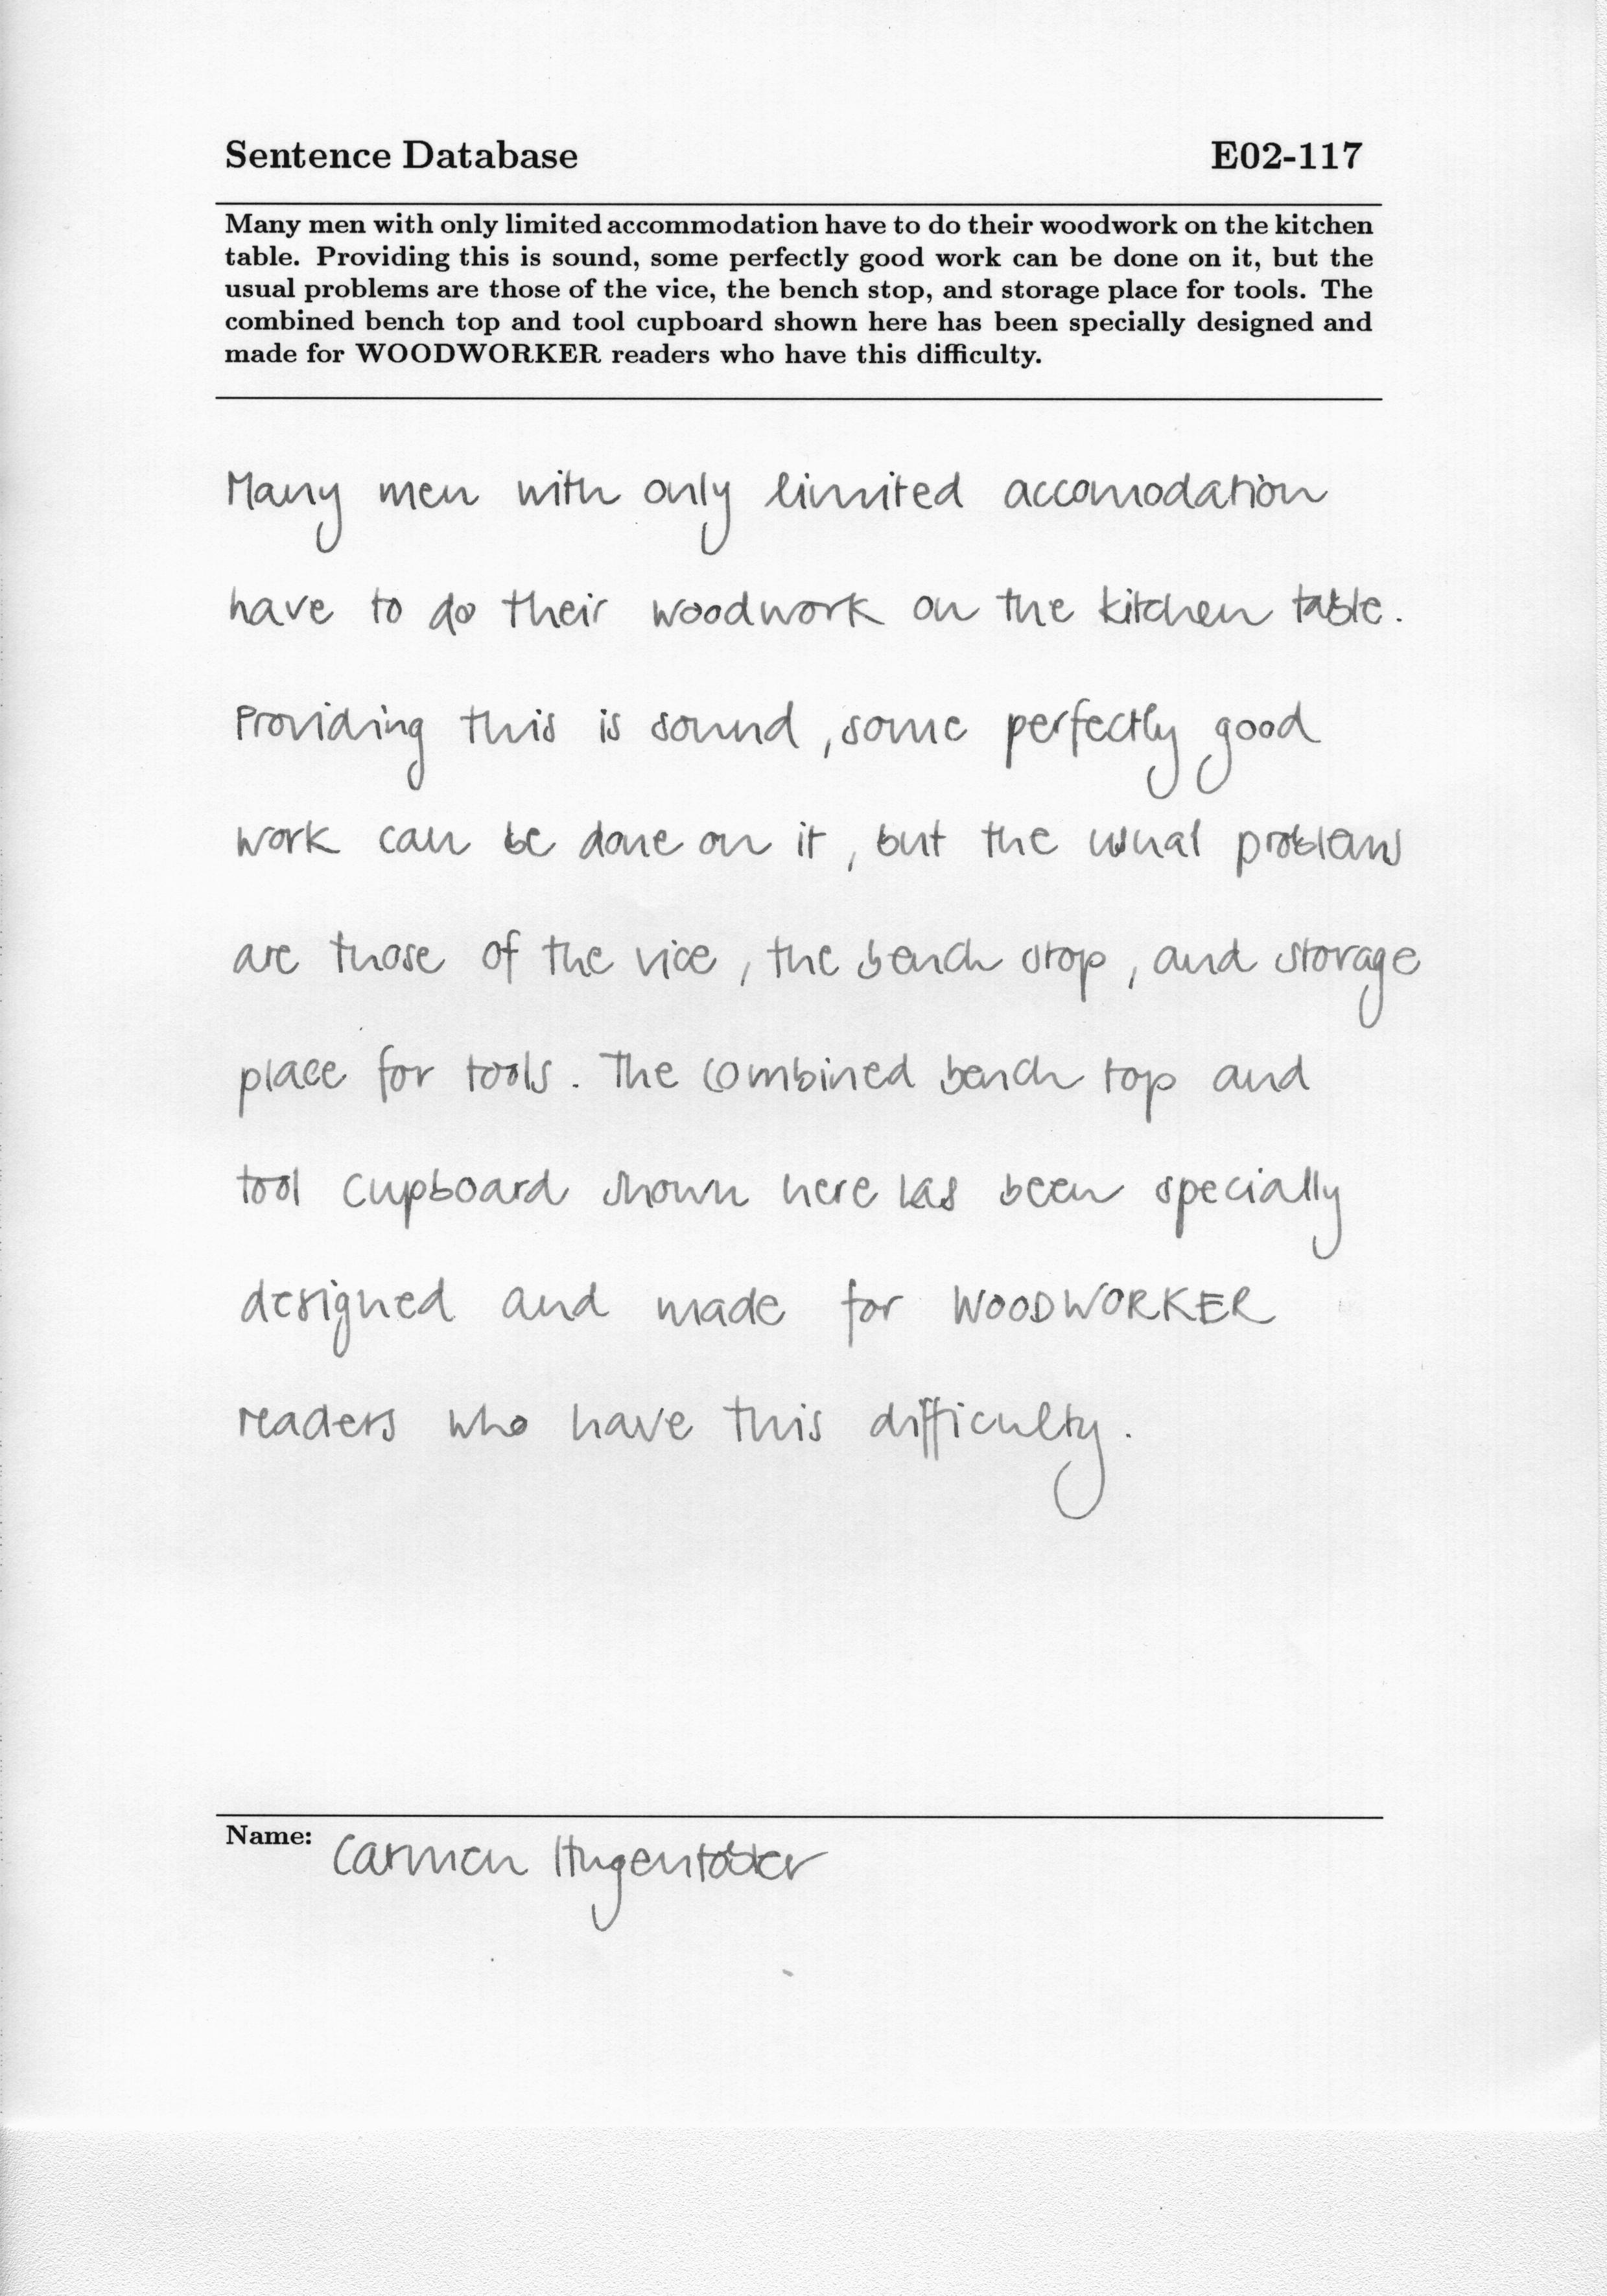 Sentence Database E02-117
Many men with only limited accommodation have to do their woodwork on the kitchen
table. Providing this is sound, some perfectly good work can be done on it, but the
usual problems are those of the vice, the bench stop, and storage place for tools. The
combined bench top and tool cupboard shown here has been specially designed and
made for WOODWORKER readers who have this difficulty.
Many men with only limited accomodation
have to do their woodwork on the kitchen table.
Providing this is sound, some perfectly good
work can be done on it, but the usual problems
are those of the vice, the bench stop, and storage
place for tools. The combined bench top and
tool cupboard shown here has been specially
designed and made for WOODWORKER
readers who have this difficulty.
Name: Carmen Hugentobler